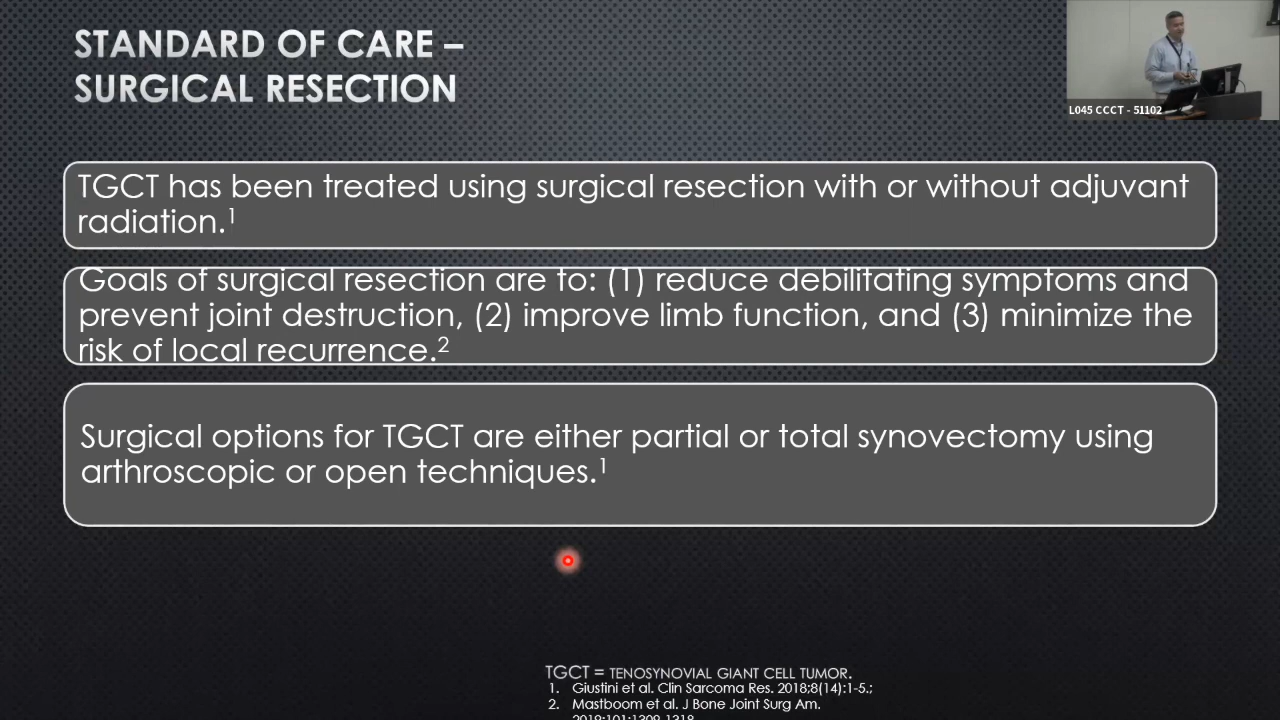 STANDARD OF CARE –
SURGICAL RESECTION
L045 CCCT - 51102
TGCT has been treated using surgical resection with or without adjuvant
radiation.1
Goals of surgical resection are to: (1) reduce debilitating symptoms and
prevent joint destruction, (2) improve limb function, and (3) minimize the
risk of local recurrence.2
Surgical options for TGCT are either partial or total synovectomy using
arthroscopic or open techniques.1
TGCT = TENOSYNOVIAL GIANT CELL TUMOR.
1. Giustini et al. Clin Sarcoma Res. 2018;8(14):1-5.;
2. Mastboom et al. J Bone Joint Surg Am.
2019;101:1309-1318